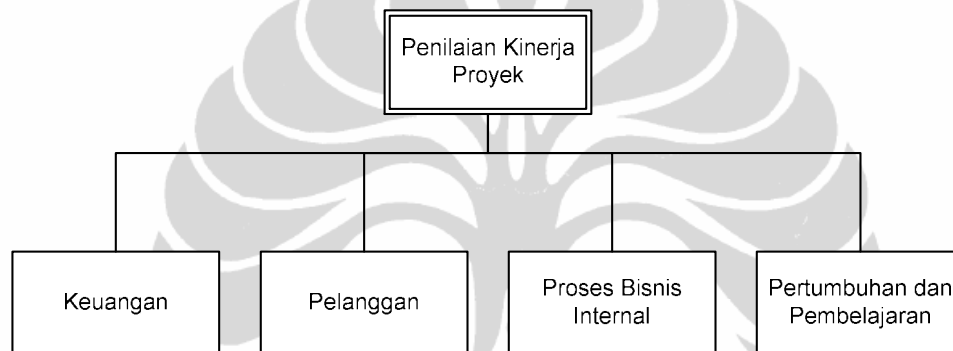 Penilaian Kinerja
Proyek
Keuangan
Pelanggan
Proses Bisnis
Internal
Pertumbuhan dan
Pembelajaran